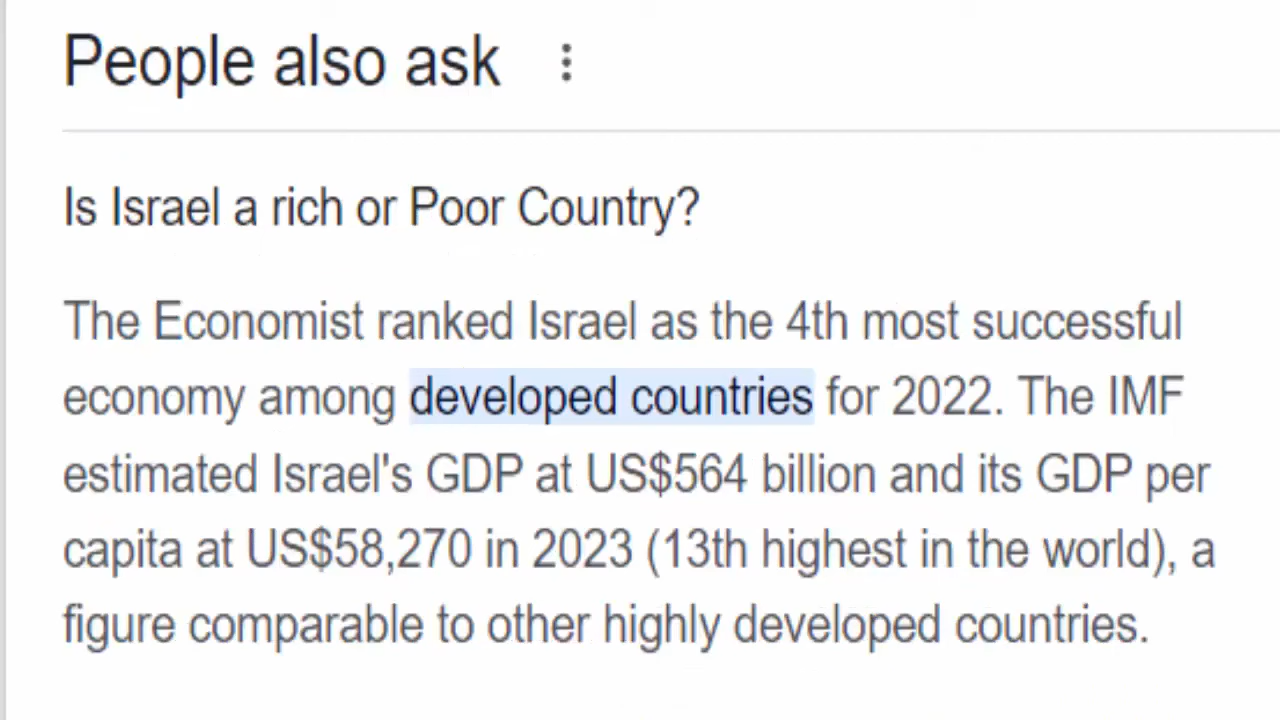 People also ask
Is Israel a rich or Poor Country?
The Economist ranked Israel as the 4th most successful
economy among developed countries for 2022. The IMF
estimated Israel's GDP at US$564 billion and its GDP per
capita at US$58,270 in 2023 (13th highest in the world), a
figure comparable to other highly developed countries.